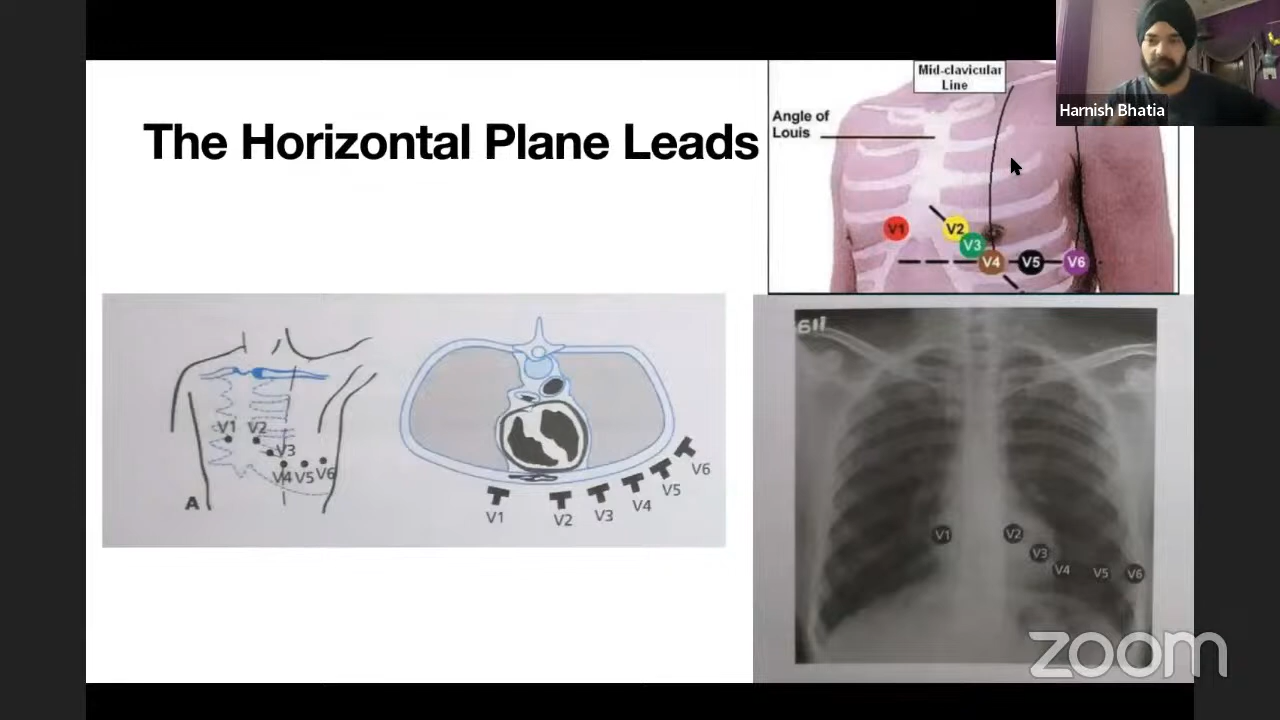 The Horizontal Plane Leads
Mid-clavicular
Line
Angle of
Louis
V1
V2
V3
V4
V5
V6
Harnish Bhatia
V1
V2
V3
V4
V5
V6
A
V1
V2
V3
V4
V5
V6
V1
V2
V3
V4
V5
V6
zoom